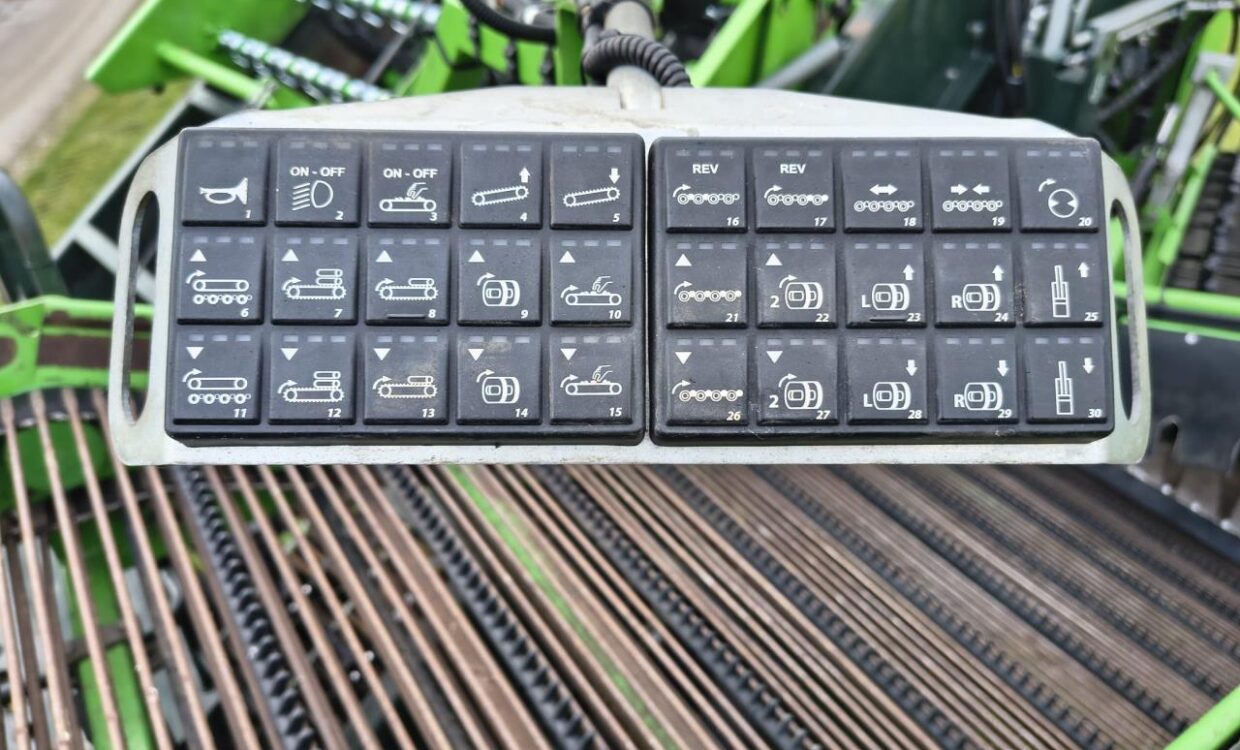 ON - OFF ON - OFF
1 2 3 4 5
6 7 8 9 10
11 12 13 14 15
REV REV
16 17 18 19 20
2 L R
21 22 23 24 25
2 L R
26 27 28 29 30